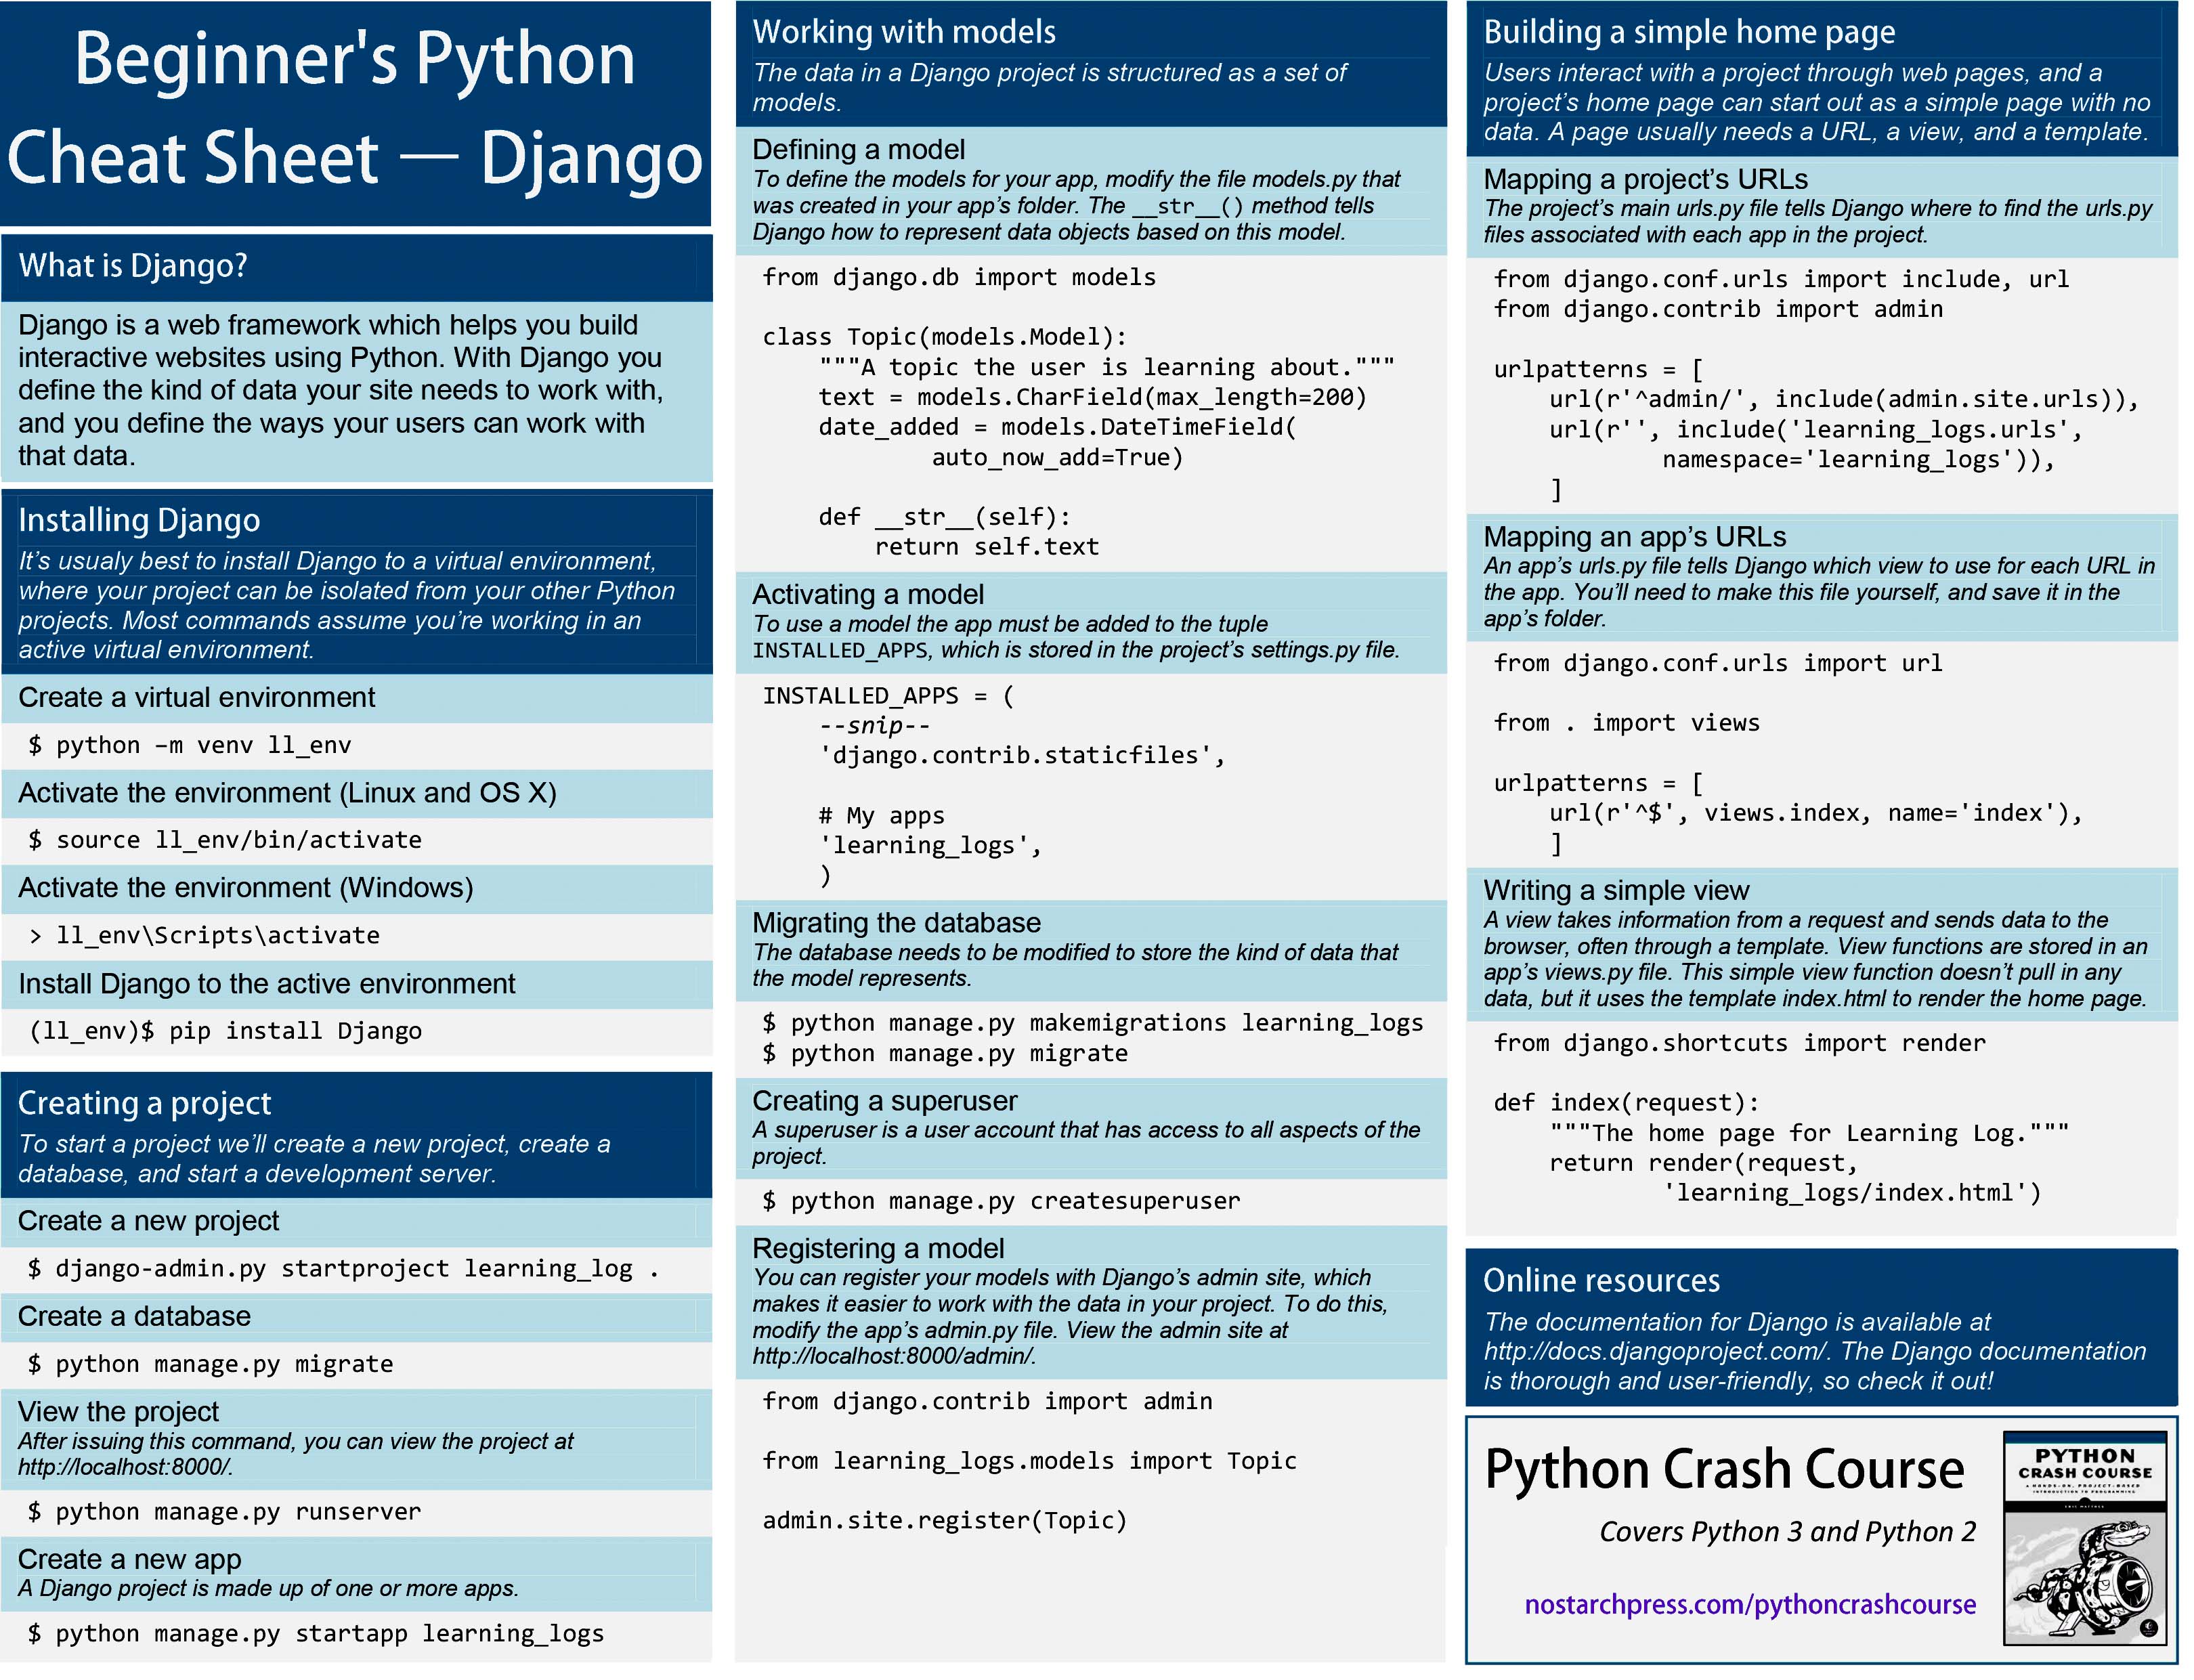 Beginner's Python
Cheat Sheet — Django
What is Django?
Django is a web framework which helps you build
interactive websites using Python. With Django you
define the kind of data your site needs to work with,
and you define the ways your users can work with
that data.
Installing Django
It’s usualy best to install Django to a virtual environment,
where your project can be isolated from your other Python
projects. Most commands assume you’re working in an
active virtual environment.
Create a virtual environment
$ python –m venv ll_env
Activate the environment (Linux and OS X)
$ source ll_env/bin/activate
Activate the environment (Windows)
> ll_env\Scripts\activate
Install Django to the active environment
(ll_env)$ pip install Django
Creating a project
To start a project we’ll create a new project, create a
database, and start a development server.
Create a new project
$ django-admin.py startproject learning_log .
Create a database
$ python manage.py migrate
View the project
After issuing this command, you can view the project at
http://localhost:8000/.
$ python manage.py runserver
Create a new app
A Django project is made up of one or more apps.
$ python manage.py startapp learning_logs
Working with models
The data in a Django project is structured as a set of
models.
Defining a model
To define the models for your app, modify the file models.py that
was created in your app’s folder. The __str__() method tells
Django how to represent data objects based on this model.
from django.db import models
class Topic(models.Model):
    """A topic the user is learning about."""
    text = models.CharField(max_length=200)
    date_added = models.DateTimeField(
            auto_now_add=True)
    def __str__(self):
        return self.text
Activating a model
To use a model the app must be added to the tuple
INSTALLED_APPS, which is stored in the project’s settings.py file.
INSTALLED_APPS = (
    --snip--
    'django.contrib.staticfiles',
    # My apps
    'learning_logs',
    )
Migrating the database
The database needs to be modified to store the kind of data that
the model represents.
$ python manage.py makemigrations learning_logs
$ python manage.py migrate
Creating a superuser
A superuser is a user account that has access to all aspects of the
project.
$ python manage.py createsuperuser
Registering a model
You can register your models with Django’s admin site, which
makes it easier to work with the data in your project. To do this,
modify the app’s admin.py file. View the admin site at
http://localhost:8000/admin/.
from django.contrib import admin
from learning_logs.models import Topic
admin.site.register(Topic)
Building a simple home page
Users interact with a project through web pages, and a
project’s home page can start out as a simple page with no
data. A page usually needs a URL, a view, and a template.
Mapping a project’s URLs
The project’s main urls.py file tells Django where to find the urls.py
files associated with each app in the project.
from django.conf.urls import include, url
from django.contrib import admin
urlpatterns = [
    url(r'^admin/', include(admin.site.urls)),
    url(r'', include('learning_logs.urls',
            namespace='learning_logs')),
    ]
Mapping an app’s URLs
An app’s urls.py file tells Django which view to use for each URL in
the app. You’ll need to make this file yourself, and save it in the
app’s folder.
from django.conf.urls import url
from . import views
urlpatterns = [
    url(r'^$', views.index, name='index'),
    ]
Writing a simple view
A view takes information from a request and sends data to the
browser, often through a template. View functions are stored in an
app’s views.py file. This simple view function doesn’t pull in any
data, but it uses the template index.html to render the home page.
from django.shortcuts import render
def index(request):
    """The home page for Learning Log."""
    return render(request,
            'learning_logs/index.html')
Online resources
The documentation for Django is available at
http://docs.djangoproject.com/. The Django documentation
is thorough and user-friendly, so check it out!
Python Crash Course
Covers Python 3 and Python 2
nostarchpress.com/pythoncrashcourse
PYTHON
CRASH COURSE
A HANDS-ON, PROJECT-BASED
INTRODUCTION TO PROGRAMMING
ERIC MATTHES